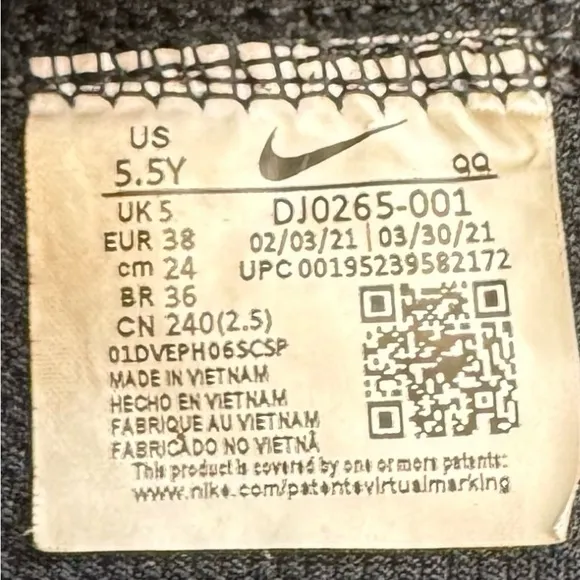 US
5.5Y
qq
UK 5
DJ0265-001
EUR 38
02/03/21 | 03/30/21
cm 24
UPC 00195239582172
BR 36
CN 240(2.5)
01DVEPH06SCSP
MADE IN VIETNAM
HECHO EN VIETNAM
FABRIQUE AU VIETNAM
FABRICADO NO VIETNÃ
This product is covered by one or more patents:
www.nike.com/patentsvirtualmarking